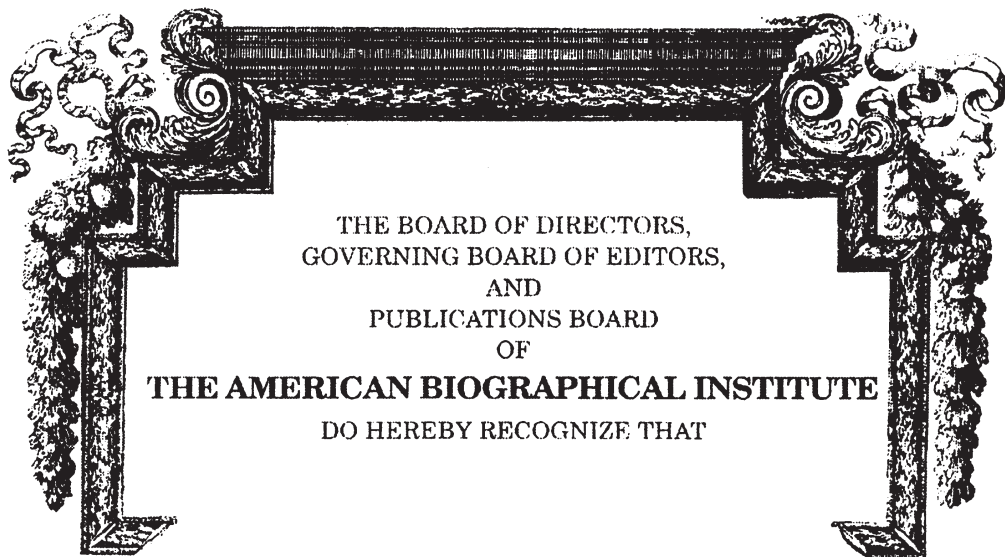 THE BOARD OF DIRECTORS,
GOVERNING BOARD OF EDITORS,
AND
PUBLICATIONS BOARD
OF
THE AMERICAN BIOGRAPHICAL INSTITUTE
DO HEREBY RECOGNIZE THAT